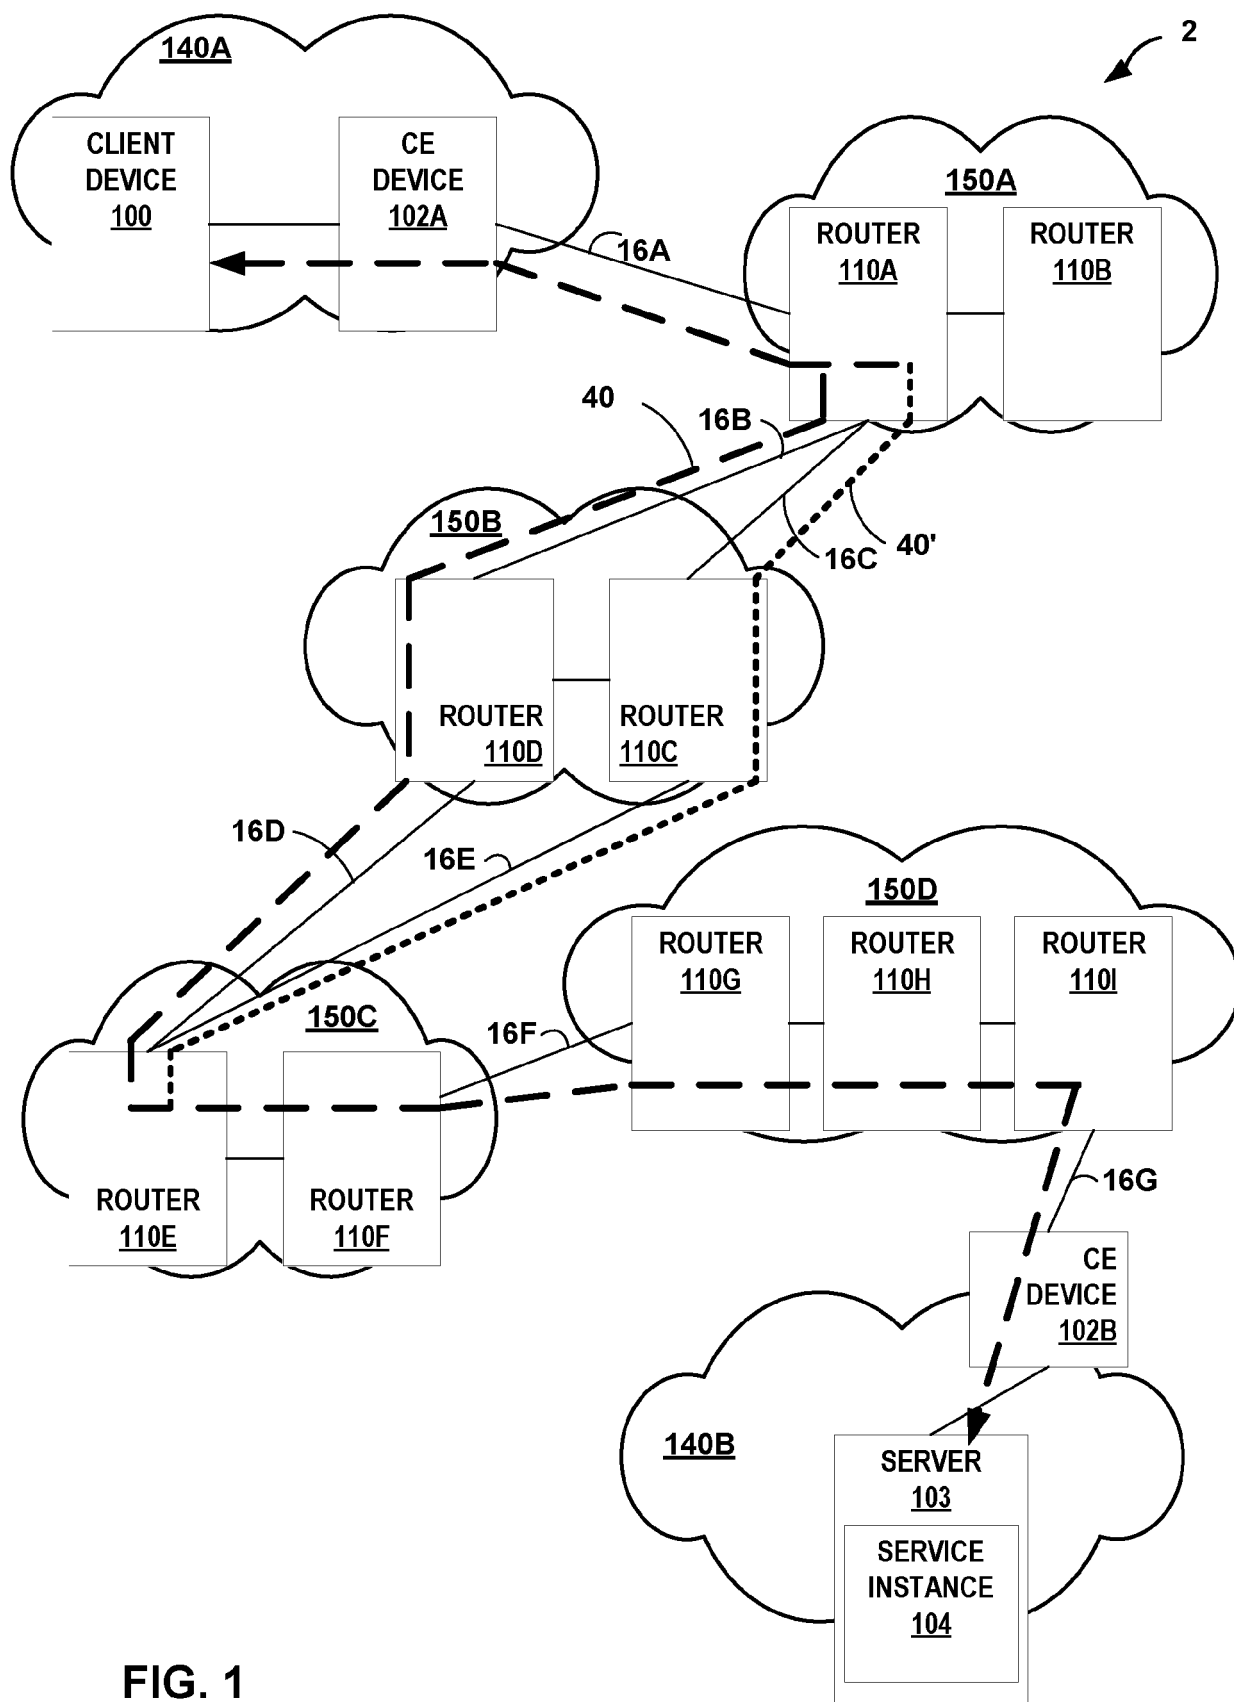 2
140A
CLIENT
DEVICE
100
CE
DEVICE
102A
16A
150A
ROUTER
110A
ROUTER
110B
40
16B
16C
40'
150B
ROUTER
110D
ROUTER
110C
16D
16E
150C
ROUTER
110E
ROUTER
110F
16F
150D
ROUTER
110G
ROUTER
110H
ROUTER
110I
16G
CE
DEVICE
102B
140B
SERVER
103
SERVICE
INSTANCE
104
FIG. 1